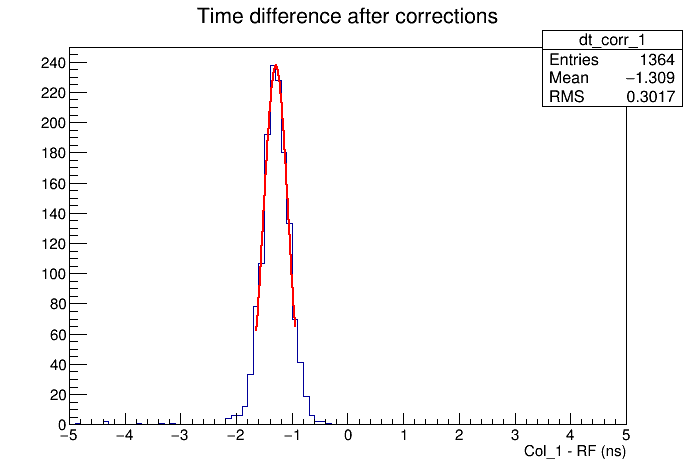 Time difference after corrections
dt_corr_1
Entries 1364
Mean −1.309
RMS 0.3017
240
220
200
180
160
140
120
100
80
60
40
20
0
−5 −4 −3 −2 −1 0 1 2 3 4 5
Col_1 - RF (ns)